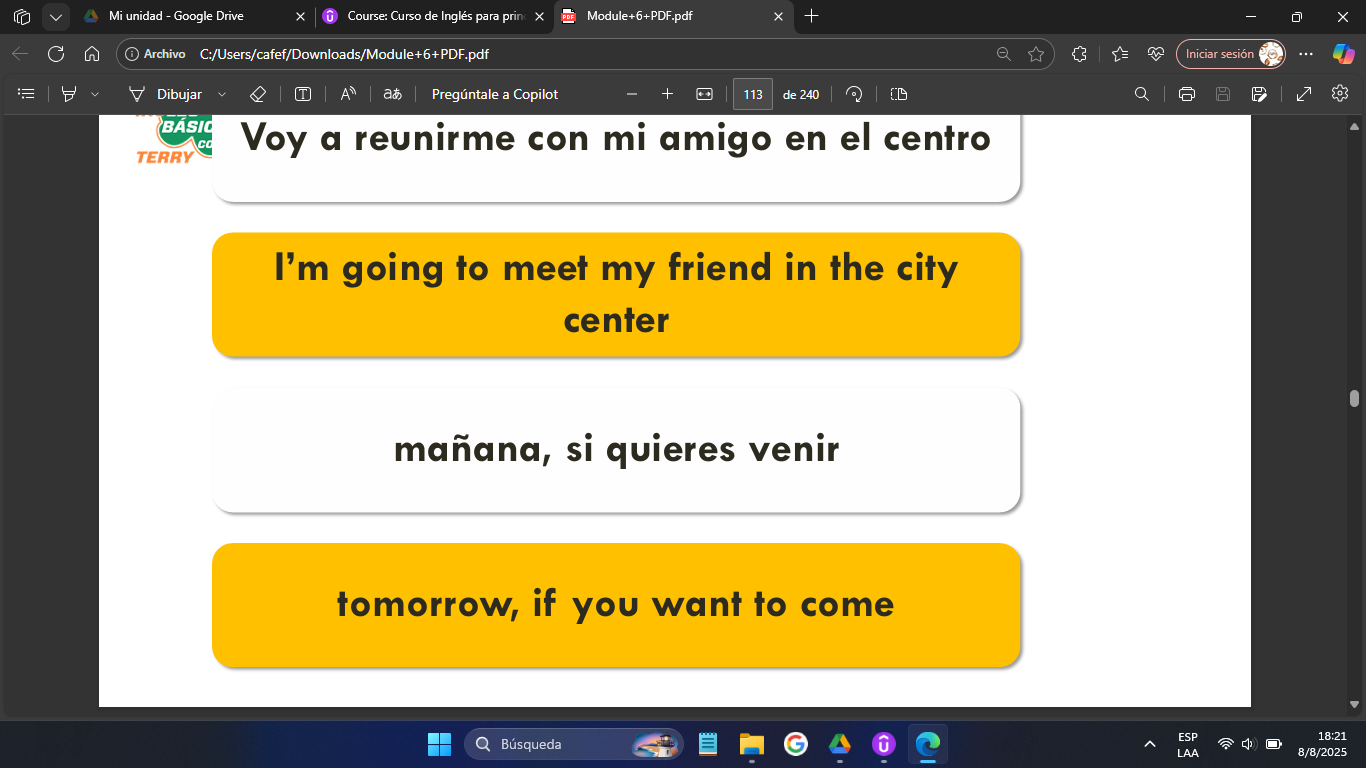 Mi unidad - Google Drive
Course: Curso de Inglés para prin
Module+6+PDF.pdf
Archivo C:/Users/cafef/Downloads/Module+6+PDF.pdf
Iniciar sesión
Dibujar
Pregúntale a Copilot
113 de 240
BÁSIC
CO
TERRY
Voy a reunirme con mi amigo en el centro
I’m going to meet my friend in the city
center
mañana, si quieres venir
tomorrow, if you want to come
Búsqueda
ESP
LAA
18:21
8/8/2025